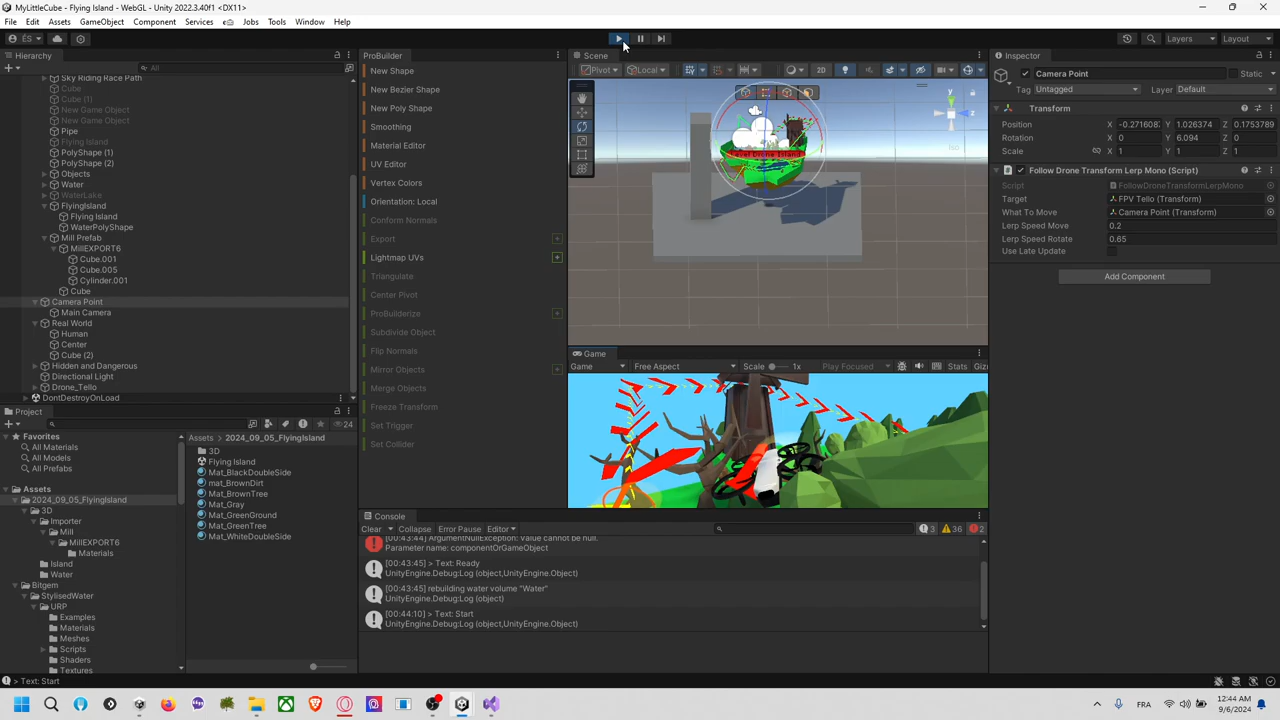 MyLittleCube - Flying Island - WebGL - Unity 2022.3.40f1 <DX11>
File Edit Assets GameObject Component Services Jobs Tools Window Help
ÉS
Layers Layout
Hierarchy
All
Sky Riding Race Path
Cube
Cube (1)
New Game Object
New Game Object
Pipe
Flying Island
PolyShape (1)
PolyShape (2)
Objects
Water
WaterLake
FlyingIsland
Flying Island
WaterPolyShape
Mill Prefab
MillEXPORT6
Cube.001
Cube.005
Cylinder.001
Cube
Camera Point
Main Camera
Real World
Human
Center
Cube (2)
Hidden and Dangerous
Directional Light
Drone_Tello
DontDestroyOnLoad
Project
24
Favorites
All Materials
All Models
All Prefabs
Assets
2024_09_05_FlyingIsland
3D
Importer
Mill
MillEXPORT6
Materials
Island
Water
Bitgem
StylisedWater
URP
Examples
Materials
Meshes
Scripts
Shaders
Textures
Assets > 2024_09_05_FlyingIsland
3D
Flying Island
Mat_BlackDoubleSide
mat_BrownDirt
Mat_BrownTree
Mat_Gray
Mat_GreenGround
Mat_GreenTree
Mat_WhiteDoubleSide
ProBuilder
New Shape
New Bezier Shape
New Poly Shape
Smoothing
Material Editor
UV Editor
Vertex Colors
Orientation: Local
Conform Normals
Export
Lightmap UVs
Triangulate
Center Pivot
ProBuilderize
Subdivide Object
Flip Normals
Mirror Objects
Merge Objects
Freeze Transform
Set Trigger
Set Collider
Scene
Pivot Local 2D
y
z
Iso
Drone Island
Game
Game Free Aspect Scale 1x Play Focused Stats Giz
Console
Clear Collapse Error Pause Editor 3 36 2
[00:43:44] ArgumentNullException: Value cannot be null.
Parameter name: componentOrGameObject
[00:43:45] > Text: Ready
UnityEngine.Debug:Log (object,UnityEngine.Object)
[00:43:45] rebuilding water volume "Water"
UnityEngine.Debug:Log (object)
[00:44:10] > Text: Start
UnityEngine.Debug:Log (object,UnityEngine.Object)
Inspector
Camera Point Static
Tag Untagged Layer Default
Transform
Position X -0.2716087 Y 1.026374 Z 0.1753789
Rotation X 0 Y 6.094 Z 0
Scale X 1 Y 1 Z 1
Follow Drone Transform Lerp Mono (Script)
Script FollowDroneTransformLerpMono
Target FPV Tello (Transform)
What To Move Camera Point (Transform)
Lerp Speed Move 0.2
Lerp Speed Rotate 0.65
Use Late Update
Add Component
> Text: Start
FRA
12:44 AM
9/6/2024